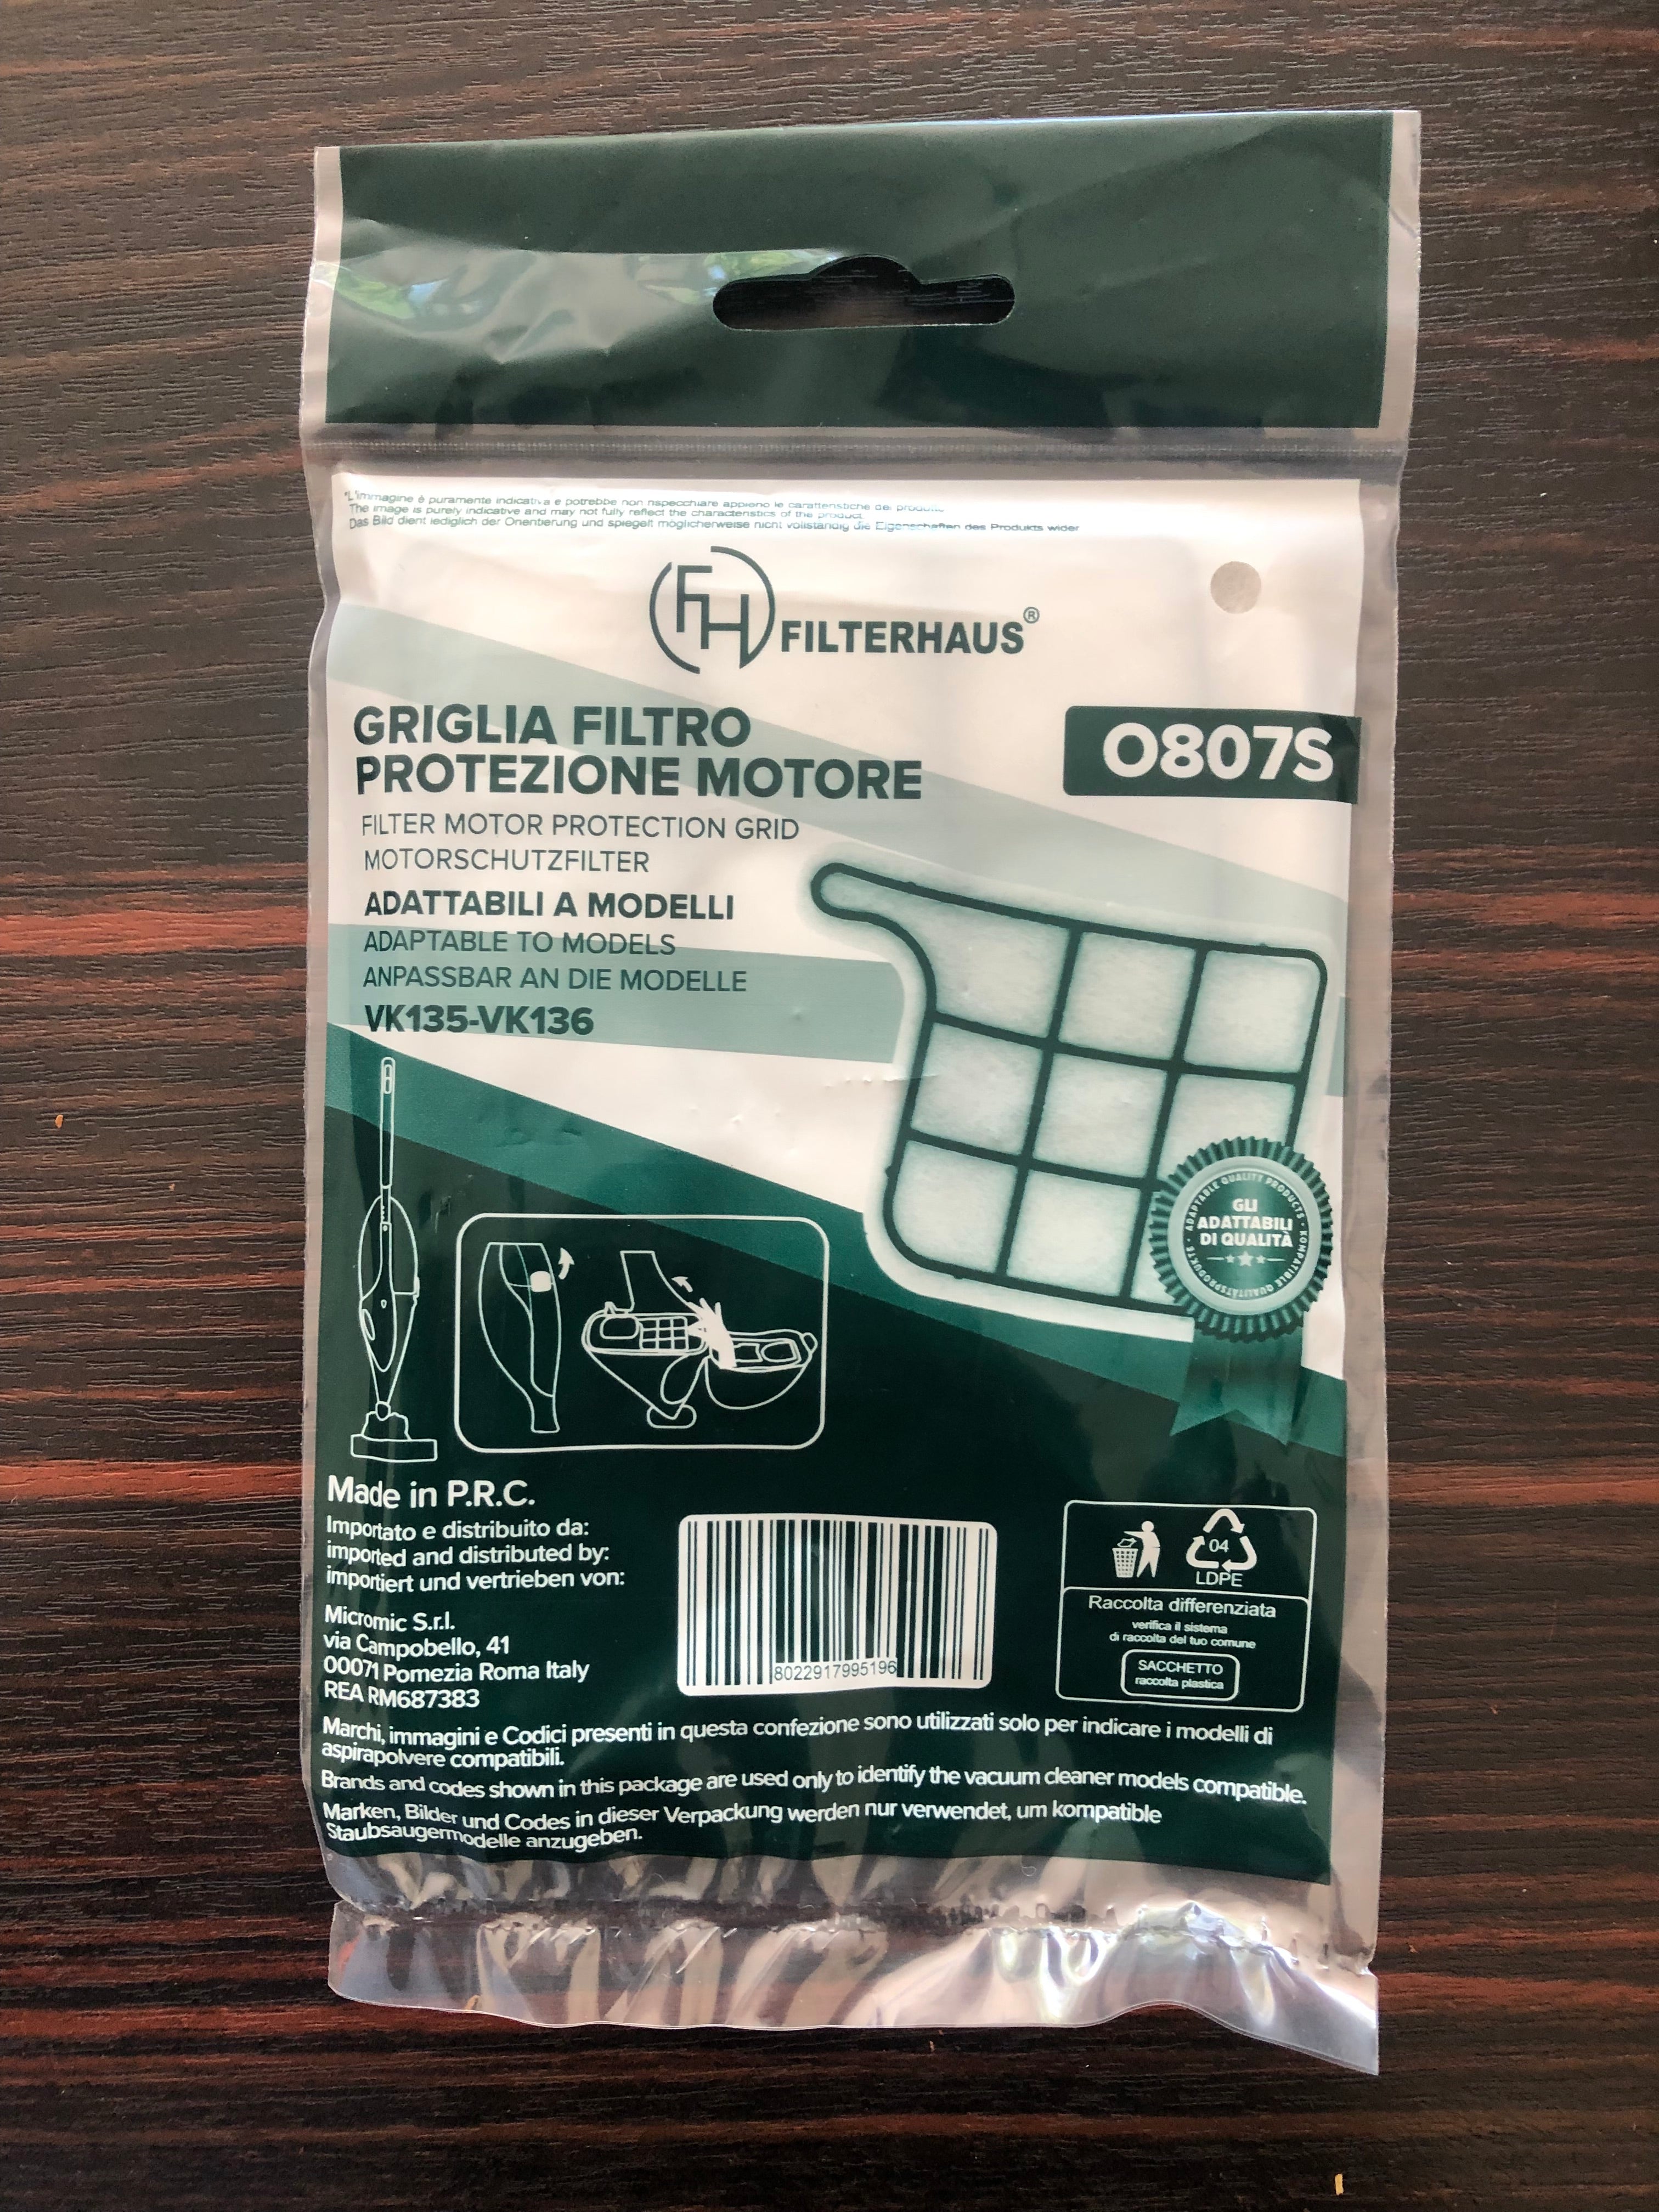 *L'immagine è puramente indicativa e potrebbe non rispecchiare appieno le caratteristiche del prodotto
The image is purely indicative and may not fully reflect the characteristics of the product
Das Bild dient lediglich der Orientierung und spiegelt möglicherweise nicht vollständig die Eigenschaften des Produkts wider
FH FILTERHAUS®
GRIGLIA FILTRO
PROTEZIONE MOTORE
O807S
FILTER MOTOR PROTECTION GRID
MOTORSCHUTZFILTER
ADATTABILI A MODELLI
ADAPTABLE TO MODELS
ANPASSBAR AN DIE MODELLE
VK135-VK136
ADAPTABLE QUALITY PRODUCTS • KOMPATIBLE QUALITÄTSPRODUKTE •
GLI
ADATTABILI
DI QUALITÀ
Made in P.R.C.
Importato e distribuito da:
imported and distributed by:
importiert und vertrieben von:
Micromic S.r.l.
via Campobello, 41
00071 Pomezia Roma Italy
REA RM687383
8022917995196
04
LDPE
Raccolta differenziata
verifica il sistema
di raccolta del tuo comune
SACCHETTO
raccolta plastica
Marchi, immagini e Codici presenti in questa confezione sono utilizzati solo per indicare i modelli di
aspirapolvere compatibili.
Brands and codes shown in this package are used only to identify the vacuum cleaner models compatible.
Marken, Bilder und Codes in dieser Verpackung werden nur verwendet, um kompatible
Staubsaugermodelle anzugeben.